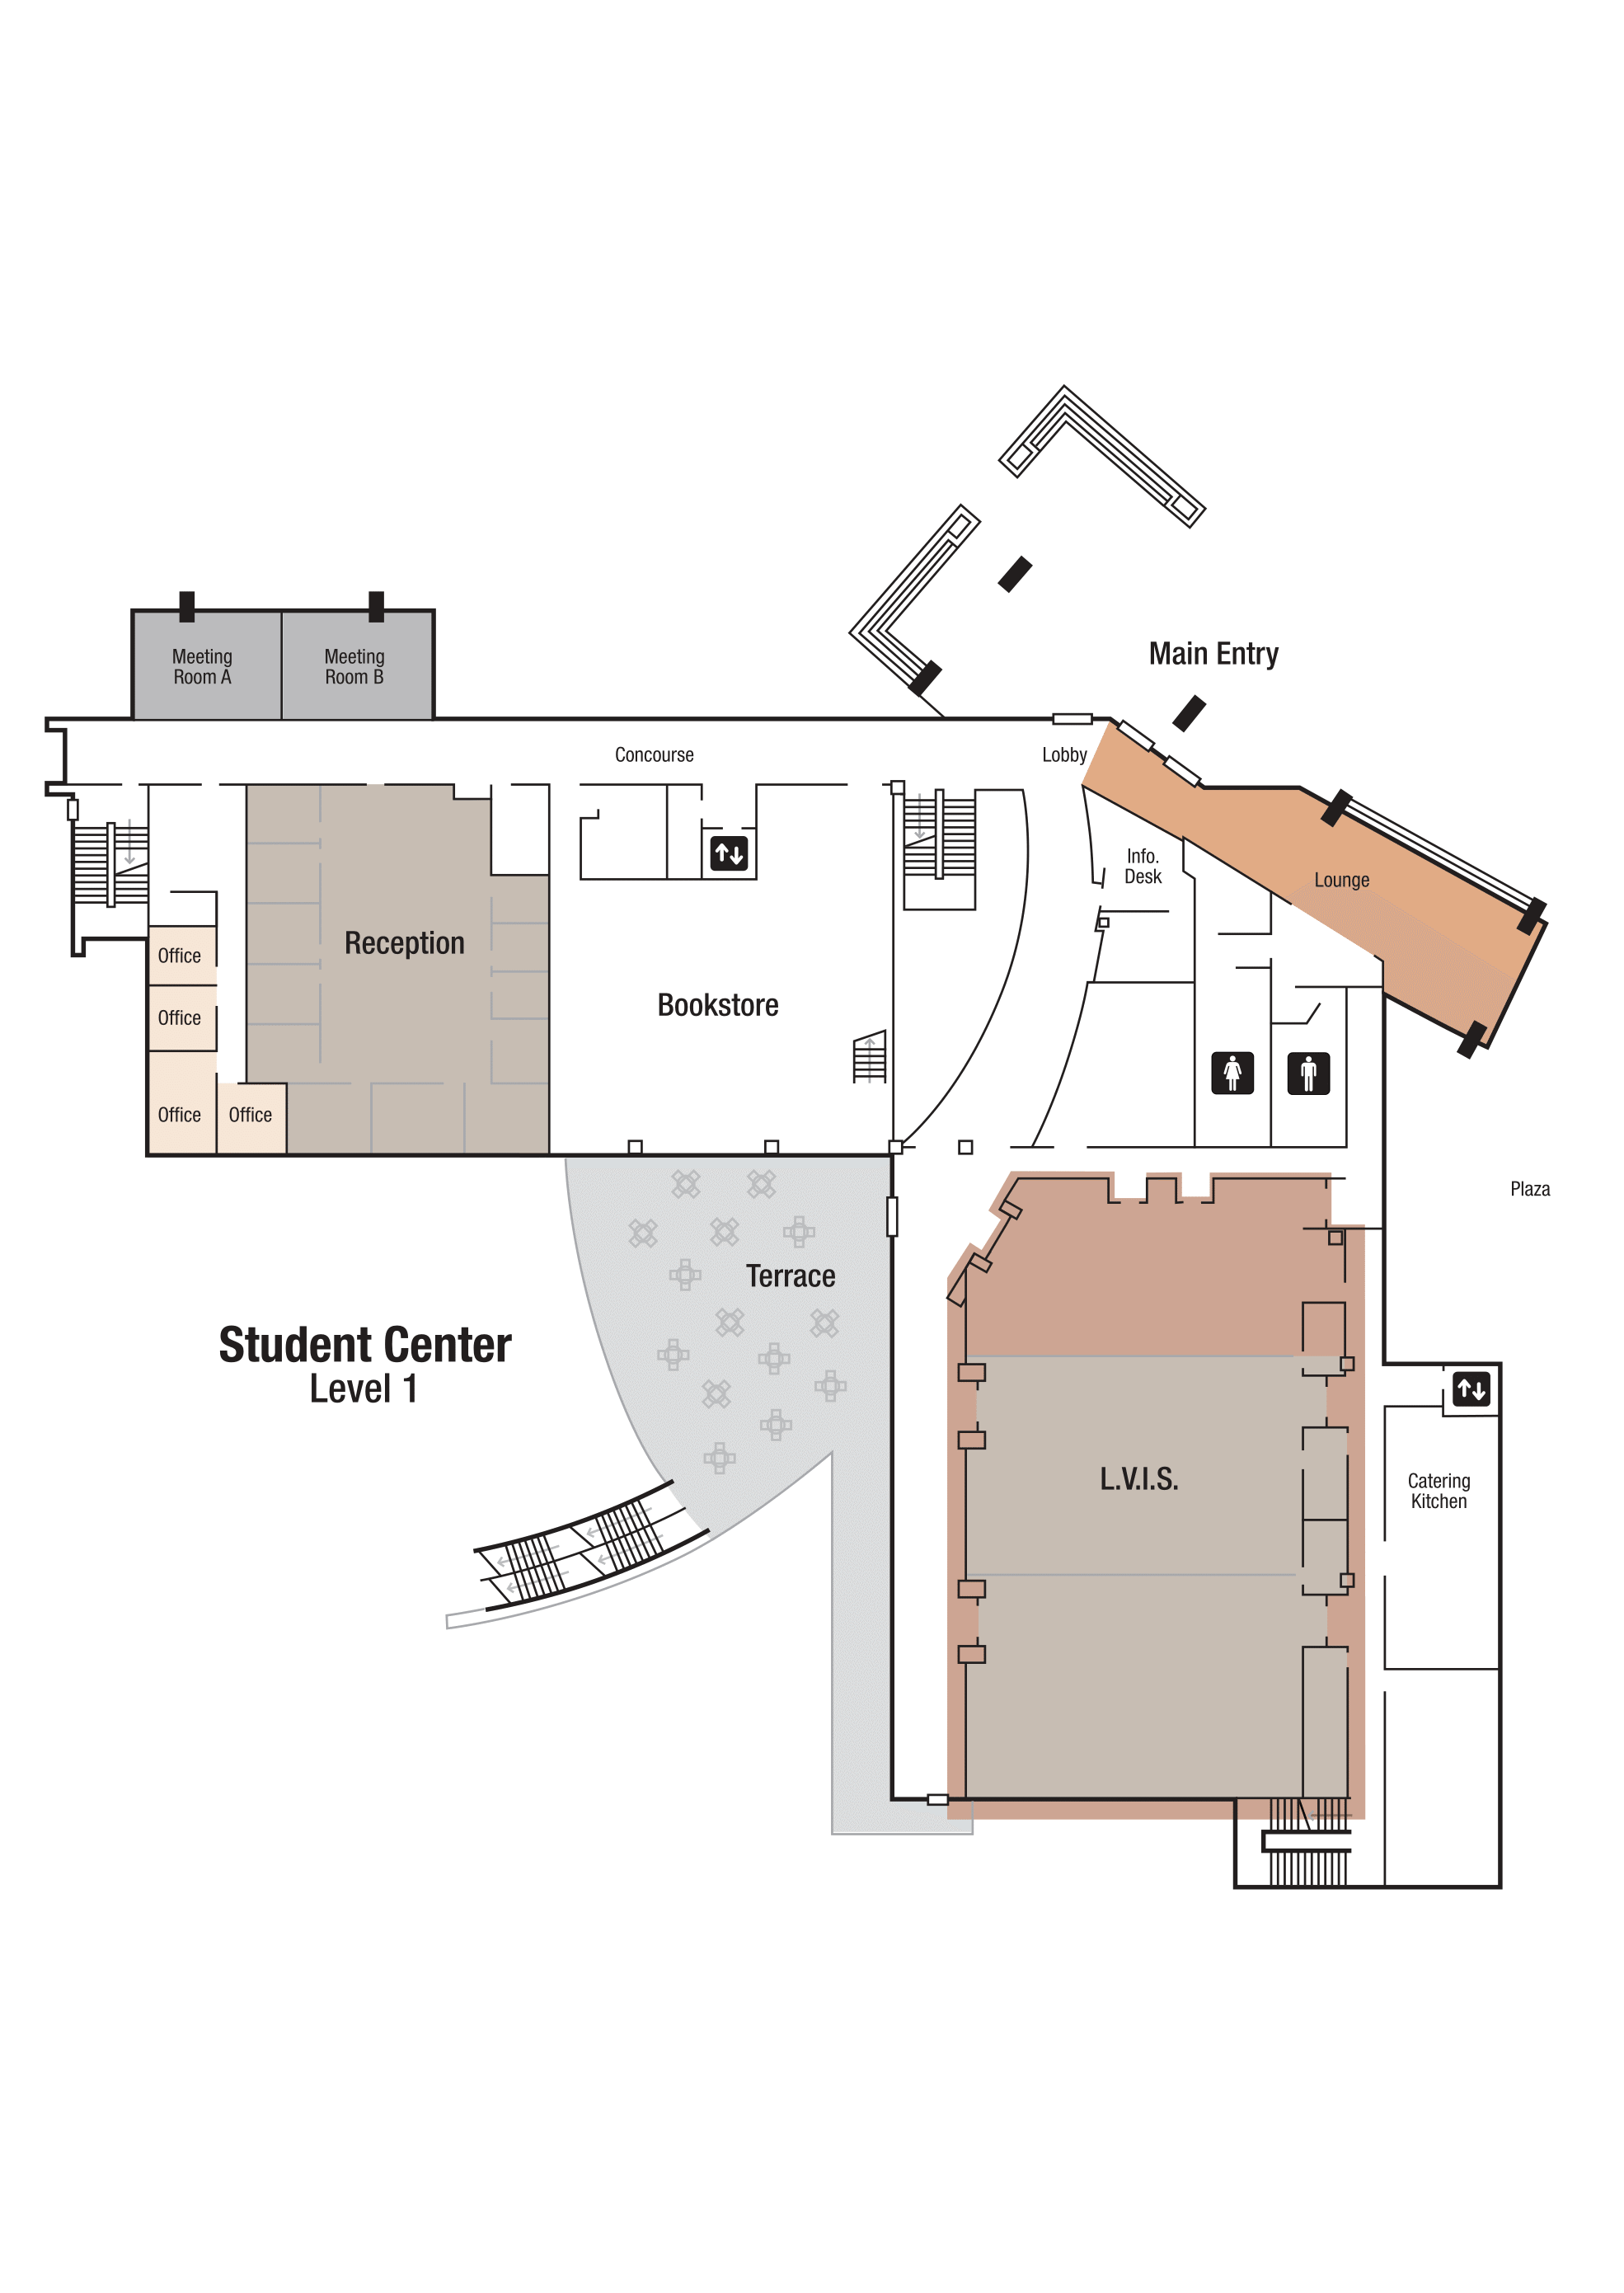 Main Entry
Meeting
Room A
Meeting
Room B
Concourse
Lobby
Info.
Desk
Lounge
Office
Reception
Office
Bookstore
Office
Office
Plaza
Terrace
Student Center
Level 1
L.V.I.S.
Catering
Kitchen